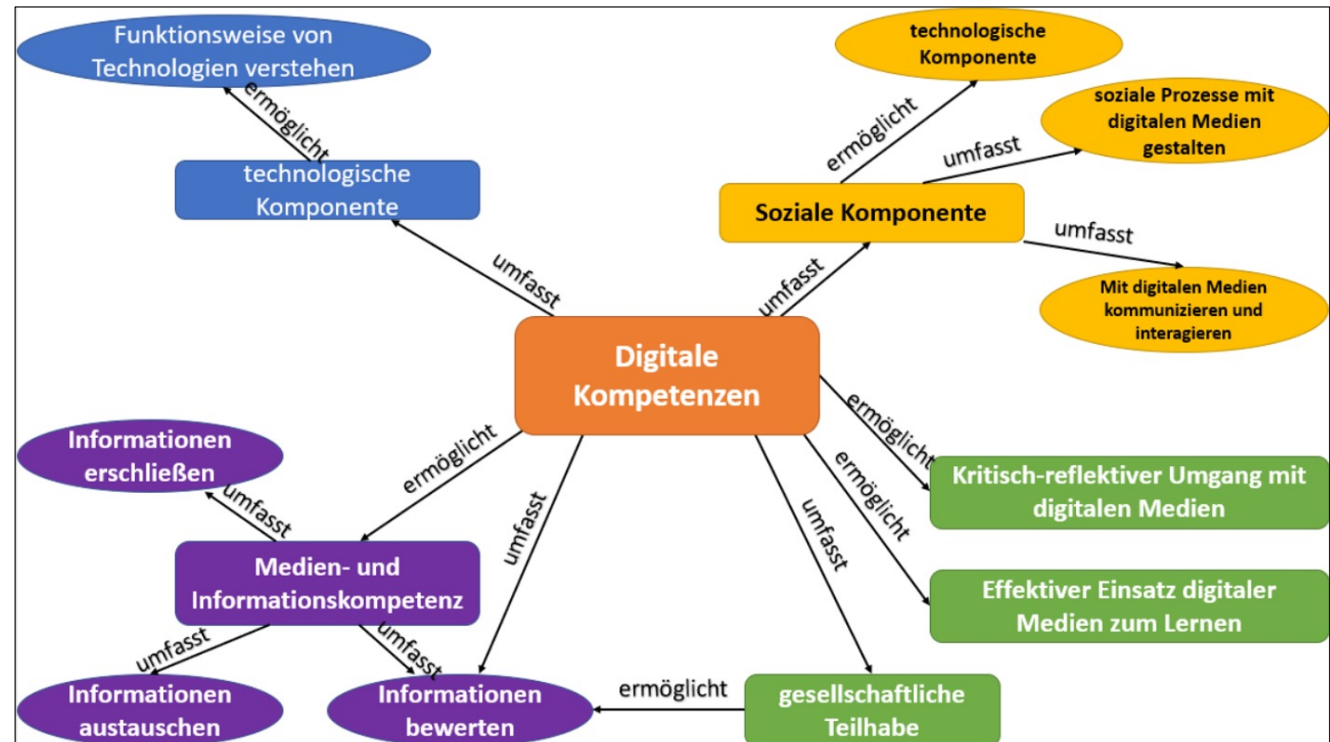 Funktionsweise von
Technologien verstehen
ermöglicht
technologische
Komponente
umfasst
technologische
Komponente
ermöglicht
soziale Prozesse mit
digitalen Medien
gestalten
umfasst
Soziale Komponente
umfasst
Mit digitalen Medien
kommunizieren und
interagieren
umfasst
Digitale
Kompetenzen
ermöglicht
Kritisch-reflektiver Umgang mit
digitalen Medien
ermöglicht
Effektiver Einsatz digitaler
Medien zum Lernen
umfasst
gesellschaftliche
Teilhabe
ermöglicht
umfasst
ermöglicht
Informationen
erschließen
umfasst
Medien- und
Informationskompetenz
umfasst
Informationen
austauschen
umfasst
Informationen
bewerten